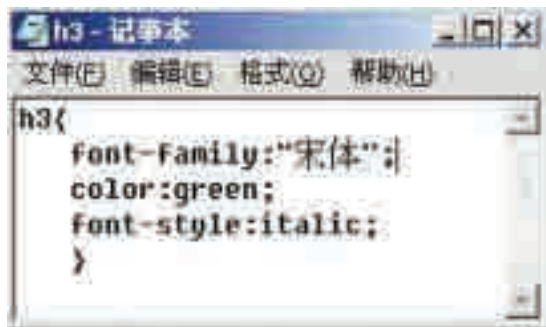 h3 - 记事本
文件(F) 编辑(E) 格式(O) 帮助(H)
h3{
font-family:"宋体";
color:green;
font-style:italic;
}